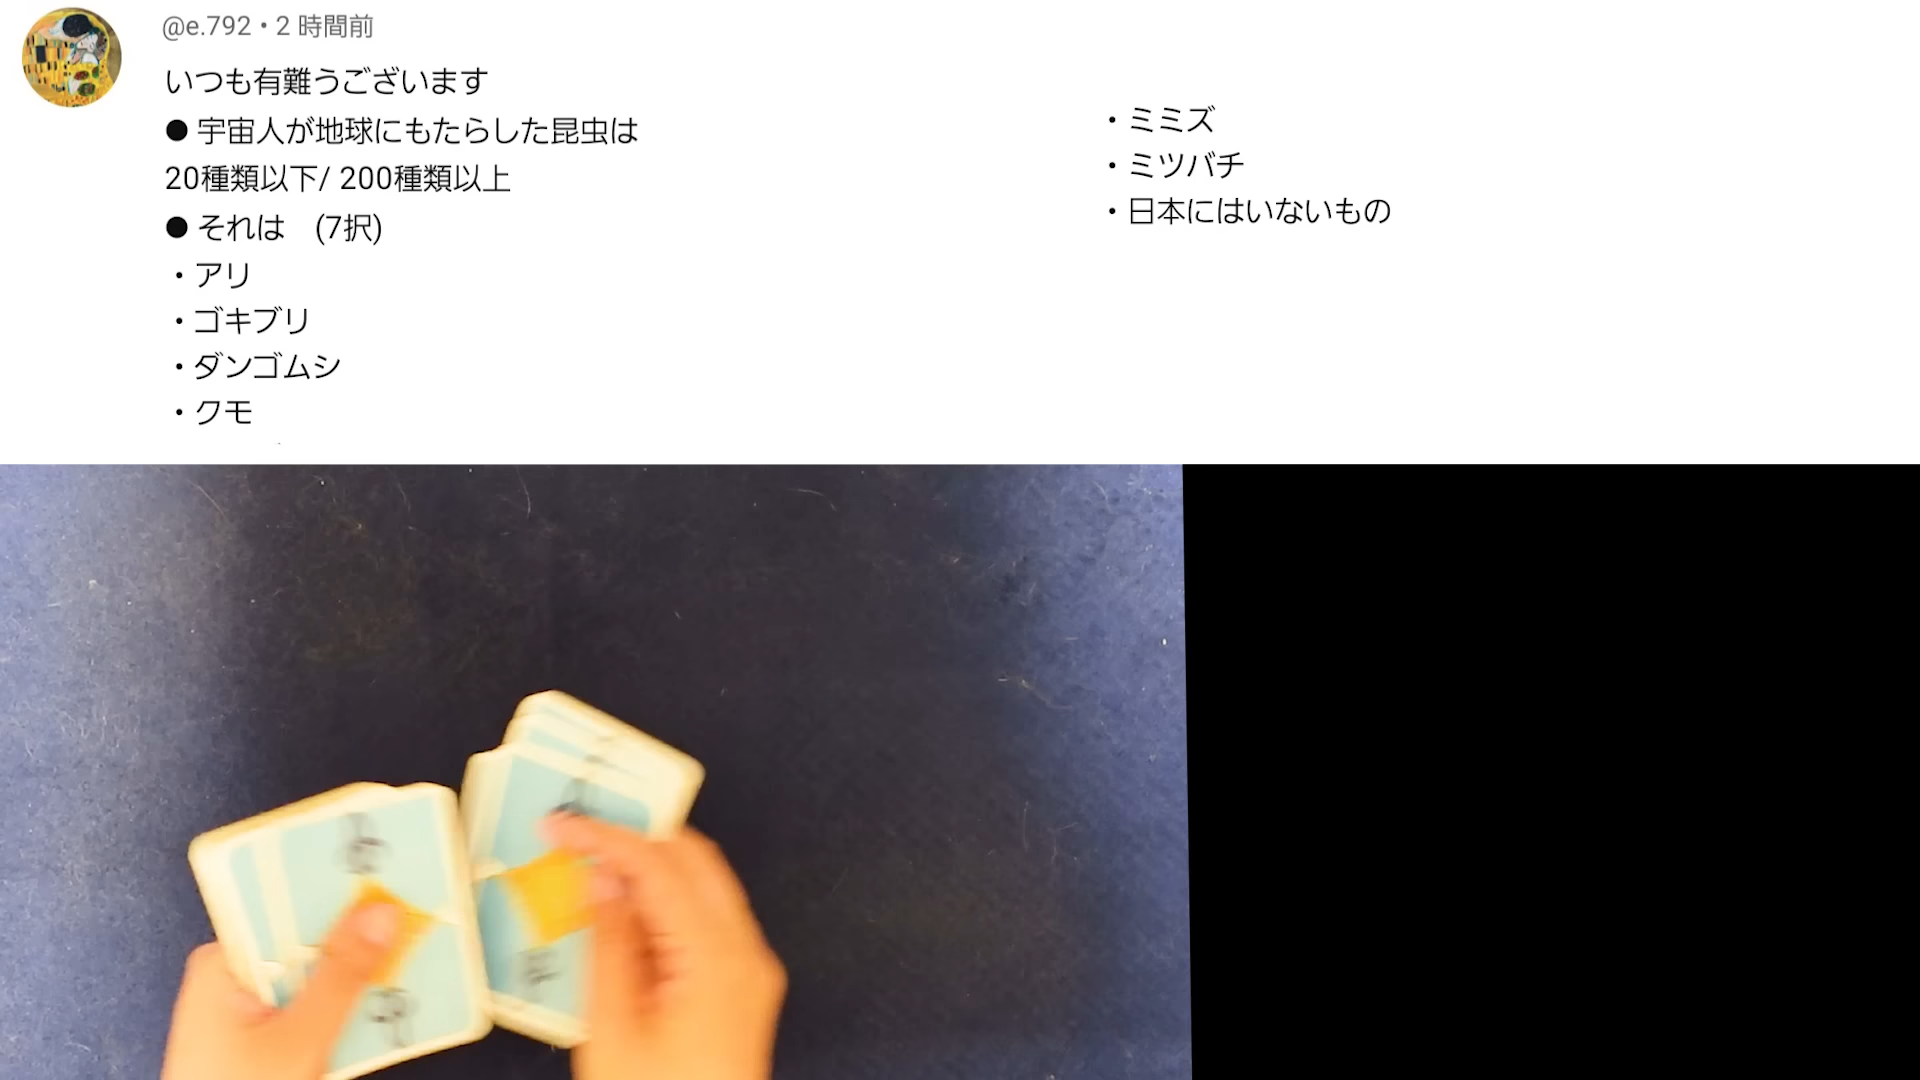 @e.792・2 時間前
いつも有難うございます
● 宇宙人が地球にもたらした昆虫は
20種類以下/ 200種類以上
● それは　(7択)
・アリ
・ゴキブリ
・ダンゴムシ
・クモ
・ミミズ
・ミツバチ
・日本にはいないもの